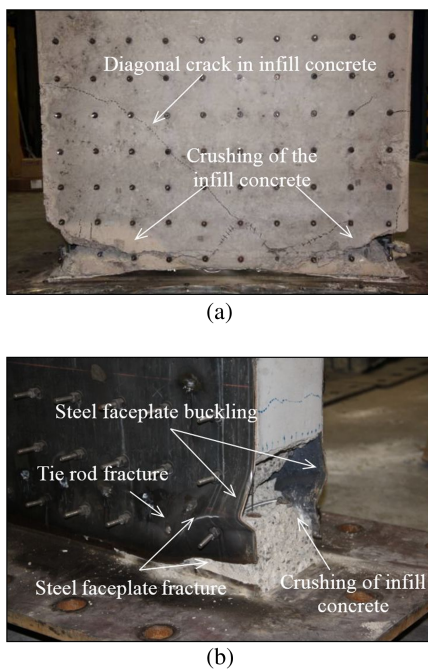 Diagonal crack in infill concrete
Crushing of the
infill concrete
(a)
Steel faceplate buckling
Tie rod fracture
Steel faceplate fracture
Crushing of infill
concrete
(b)